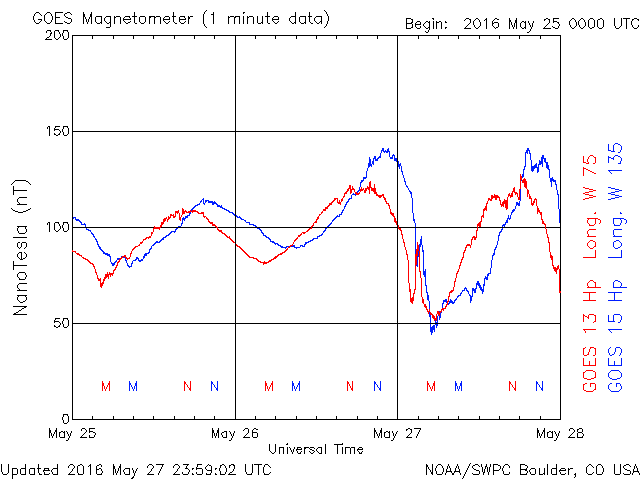 GOES Magnetometer (1 minute data)
Begin: 2016 May 25 0000 UTC
200
150
100
50
0
NanoTesla (nT)
M M N N M M N N M M N N
May 25 May 26 May 27 May 28
Universal Time
GOES 13 Hp Long. W 75
GOES 15 Hp Long. W 135
Updated 2016 May 27 23:59:02 UTC
NOAA/SWPC Boulder, CO USA